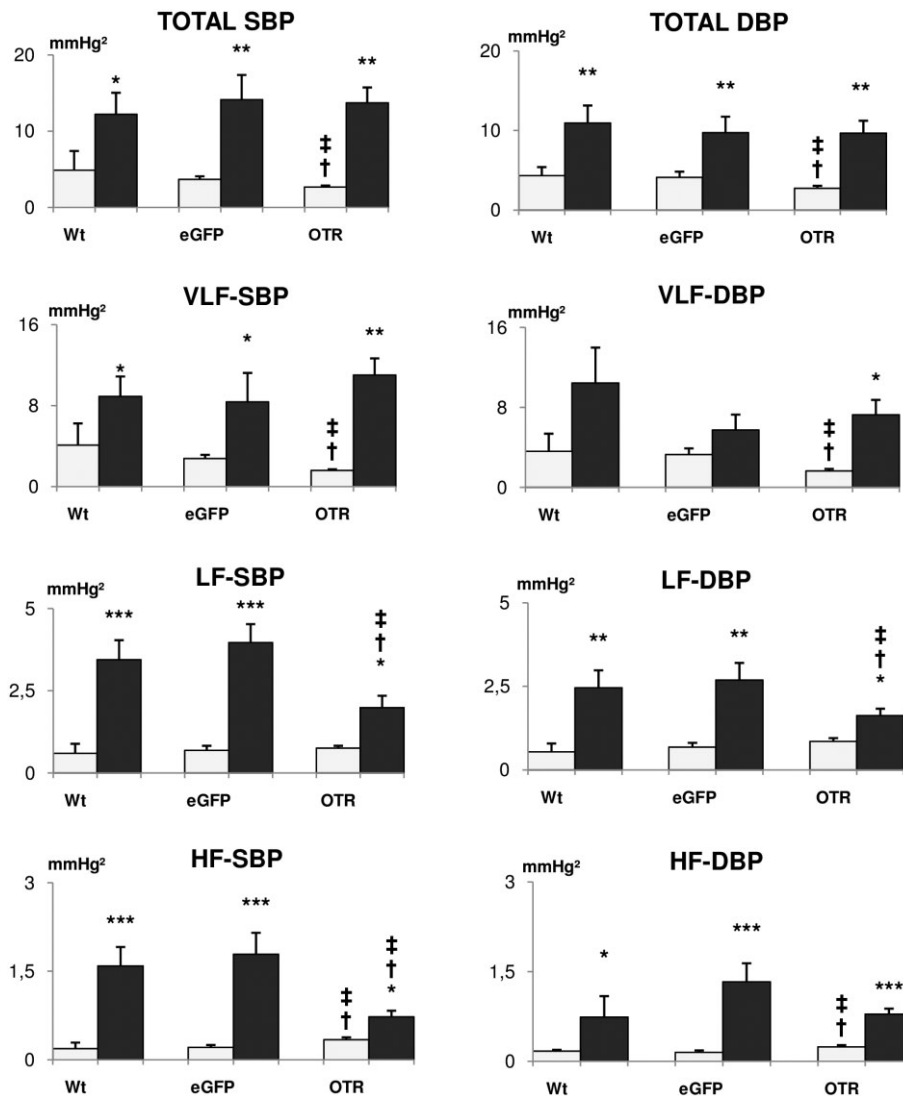 TOTAL SBP
mmHg²
20
10
0
*
**
**
‡
†
Wt
eGFP
OTR
TOTAL DBP
mmHg²
20
10
0
**
**
**
‡
†
Wt
eGFP
OTR
VLF-SBP
mmHg²
16
8
0
*
*
**
‡
†
Wt
eGFP
OTR
VLF-DBP
mmHg²
16
8
0
*
‡
†
Wt
eGFP
OTR
LF-SBP
mmHg²
5
2,5
0
***
***
‡
†
*
Wt
eGFP
OTR
LF-DBP
mmHg²
5
2,5
0
**
**
‡
†
*
Wt
eGFP
OTR
HF-SBP
mmHg²
3
1,5
0
***
***
‡
†
‡
†
*
Wt
eGFP
OTR
HF-DBP
mmHg²
3
1,5
0
*
***
‡
†
***
Wt
eGFP
OTR